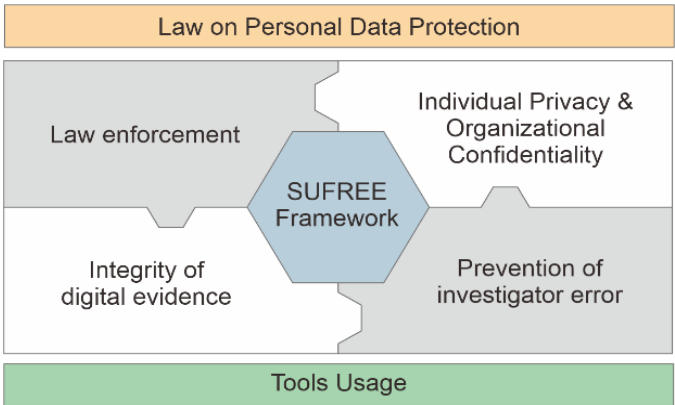 Law on Personal Data Protection
Law enforcement
Individual Privacy &
Organizational
Confidentiality
SUFREE
Framework
Integrity of
digital evidence
Prevention of
investigator error
Tools Usage